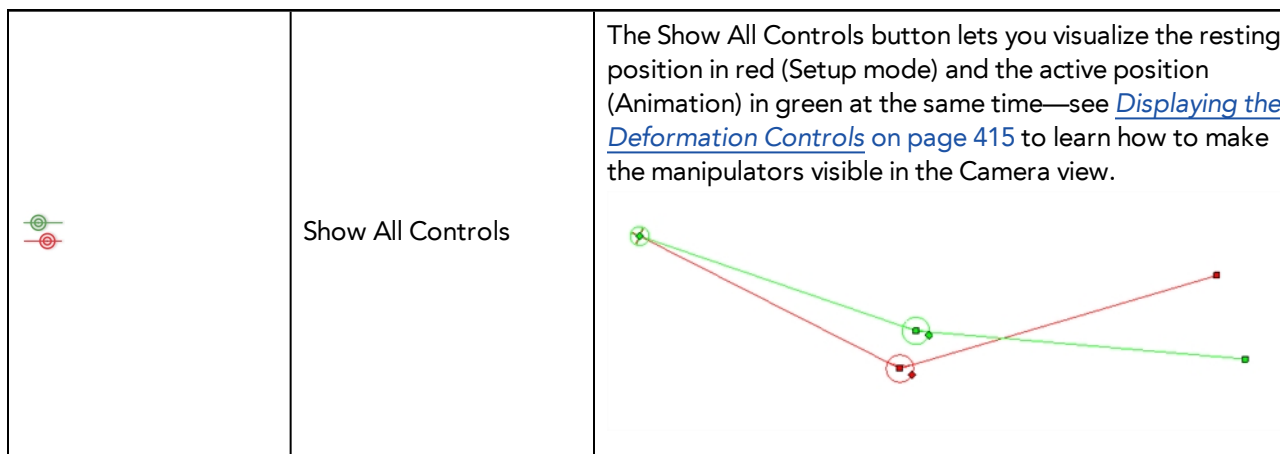 Show All Controls
The Show All Controls button lets you visualize the resting
position in red (Setup mode) and the active position
(Animation) in green at the same time—see Displaying the
Deformation Controls on page 415 to learn how to make
the manipulators visible in the Camera view.